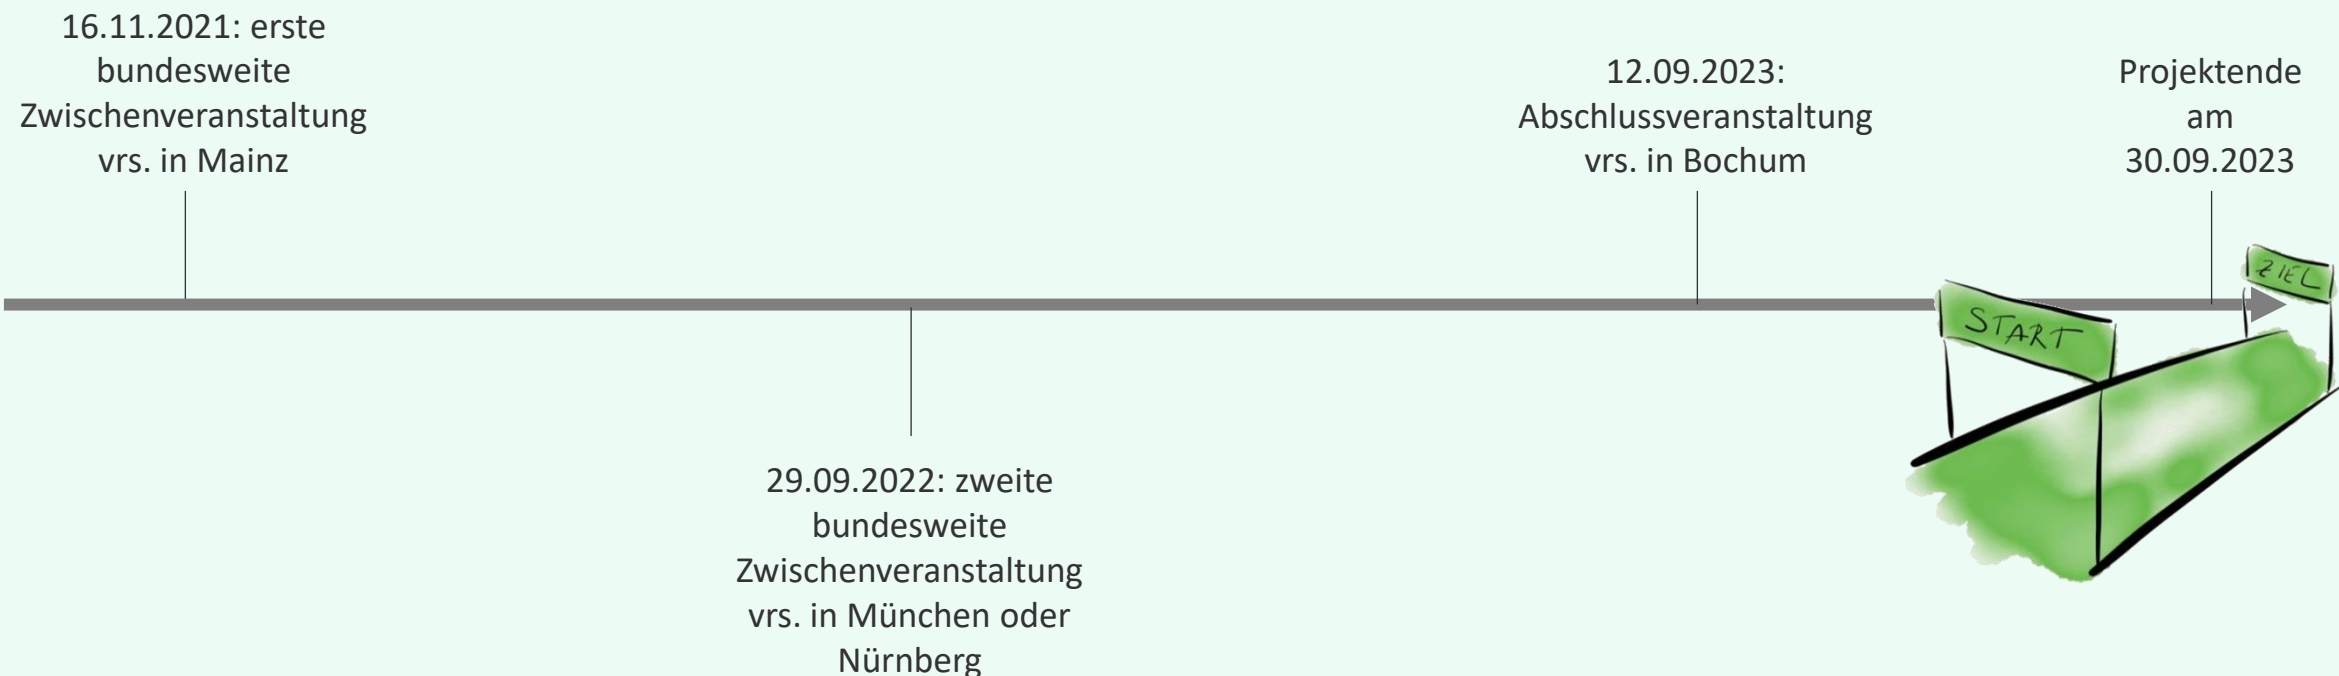 16.11.2021: erste
bundesweite
Zwischenveranstaltung
vrs. in Mainz
29.09.2022: zweite
bundesweite
Zwischenveranstaltung
vrs. in München oder
Nürnberg
12.09.2023:
Abschlussveranstaltung
vrs. in Bochum
Projektende
am
30.09.2023
START
ZIEL